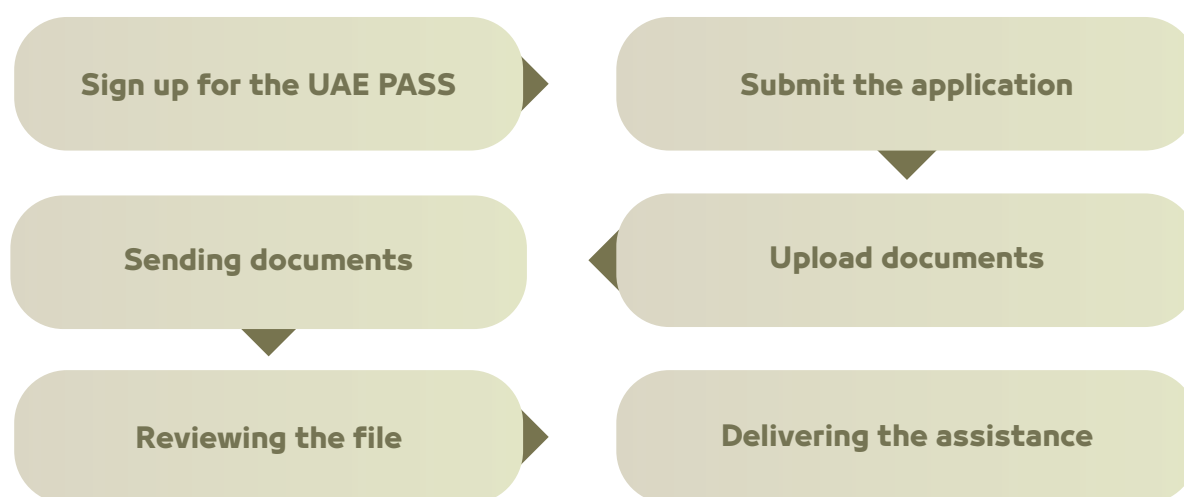 Sign up for the UAE PASS
Submit the application
Upload documents
Sending documents
Reviewing the file
Delivering the assistance